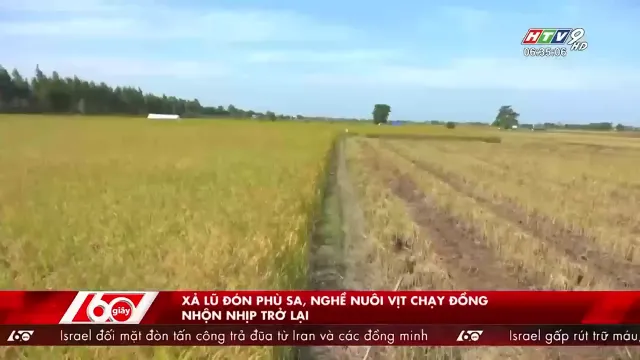 HTV9 HD
06:35:06
60 giây
XẢ LŨ ĐÓN PHÙ SA, NGHỀ NUÔI VỊT CHẠY ĐỒNG
NHỘN NHỊP TRỞ LẠI
60s Israel đối mặt đòn tấn công trả đũa từ Iran và các đồng minh 60s Israel gấp rút trữ máu